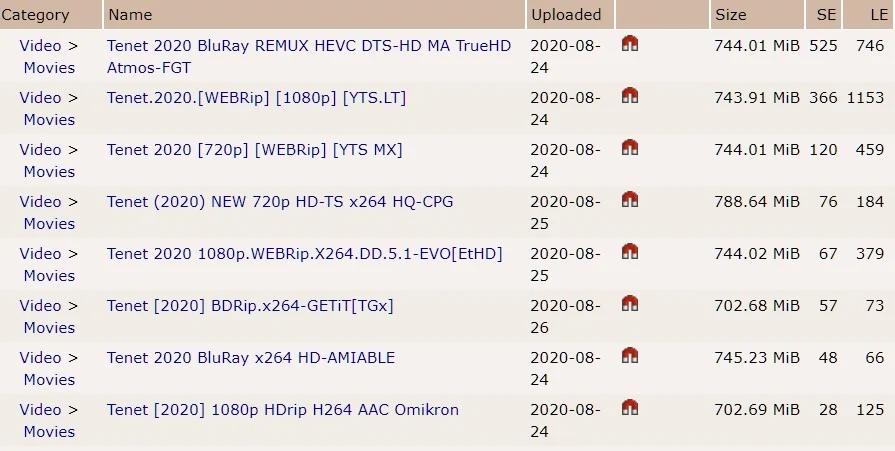 Category Name Uploaded Size SE LE
Video > Tenet 2020 BluRay REMUX HEVC DTS-HD MA TrueHD 2020-08- 744.01 MiB 525 746
Movies Atmos-FGT 24
Video > Tenet.2020.[WEBRip] [1080p] [YTS.LT] 2020-08- 743.91 MiB 366 1153
Movies 24
Video > Tenet 2020 [720p] [WEBRip] [YTS MX] 2020-08- 744.01 MiB 120 459
Movies 24
Video > Tenet (2020) NEW 720p HD-TS x264 HQ-CPG 2020-08- 788.64 MiB 76 184
Movies 25
Video > Tenet 2020 1080p.WEBRip.X264.DD.5.1-EVO[EtHD] 2020-08- 744.02 MiB 67 379
Movies 25
Video > Tenet [2020] BDRip.x264-GETiT[TGx] 2020-08- 702.68 MiB 57 73
Movies 26
Video > Tenet 2020 BluRay x264 HD-AMIABLE 2020-08- 745.23 MiB 48 66
Movies 24
Video > Tenet [2020] 1080p HDrip H264 AAC Omikron 2020-08- 702.69 MiB 28 125
Movies 24